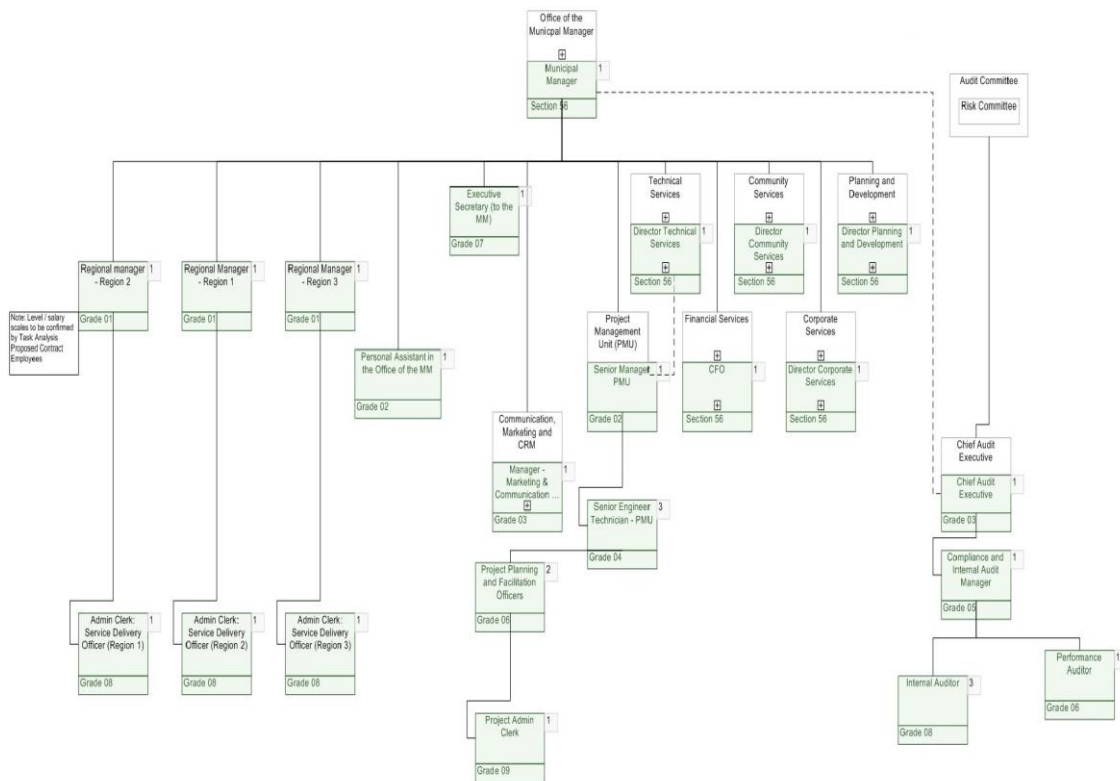 Office of the
Municpal Manager
Municipal
Manager
1
Section 56
Audit Committee
Risk Committee
Executive
Secretary (to the
MM)
1
Grade 07
Technical
Services
Director Technical
Services
1
Section 56
Community
Services
Director
Community
Services
1
Section 56
Planning and
Development
Director Planning
and Development
1
Section 56
Regional manager
- Region 2
1
Grade 01
Regional Manager
- Region 1
1
Grade 01
Regional Manager
- Region 3
1
Grade 01
Note: Level / salary
scales to be confirmed
by Task Analysis
Proposed Contract
Employees
Personal Assistant in
the Office of the MM
1
Grade 02
Project
Management
Unit (PMU)
Senior Manager
PMU
1
Grade 02
Financial Services
CFO
1
Section 56
Corporate
Services
Director Corporate
Services
1
Section 56
Communication,
Marketing and
CRM
Manager -
Marketing &
Communication ...
1
Grade 03
Senior Engineer
Technician - PMU
3
Grade 04
Chief Audit
Executive
Chief Audit
Executive
1
Grade 03
Project Planning
and Facilitation
Officers
2
Grade 06
Compliance and
Internal Audit
Manager
1
Grade 05
Admin Clerk:
Service Delivery
Officer (Region 1)
1
Grade 08
Admin Clerk:
Service Delivery
Officer (Region 2)
1
Grade 08
Admin Clerk:
Service Delivery
Officer (Region 3)
1
Grade 08
Project Admin
Clerk
1
Grade 09
Internal Auditor
3
Grade 08
Performance
Auditor
1
Grade 06